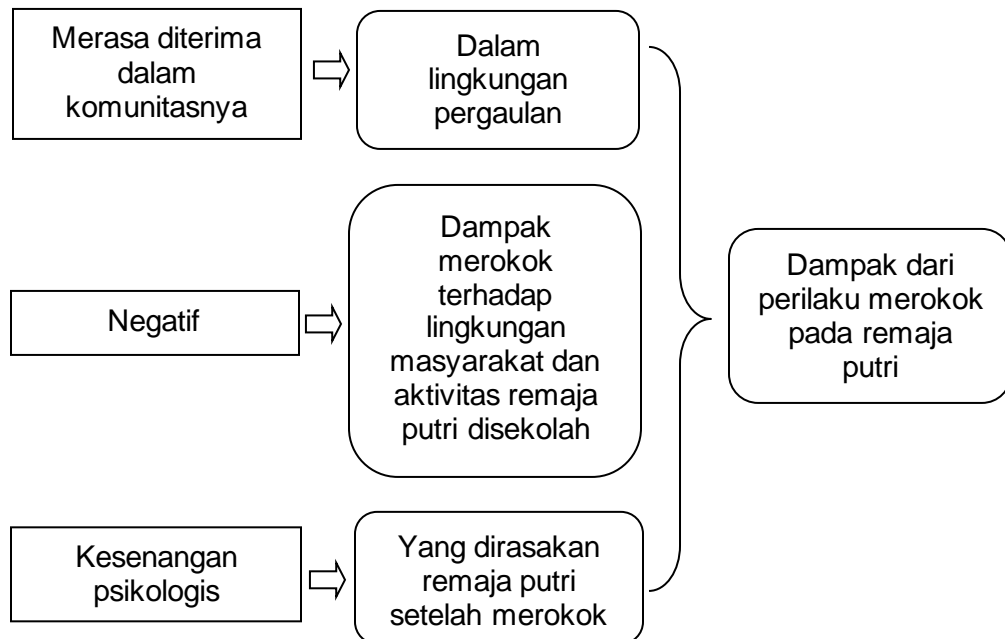 Merasa diterima
dalam
komunitasnya
Dalam
lingkungan
pergaulan
Negatif
Dampak
merokok
terhadap
lingkungan
masyarakat dan
aktivitas remaja
putri disekolah
Dampak dari
perilaku merokok
pada remaja
putri
Kesenangan
psikologis
Yang dirasakan
remaja putri
setelah merokok